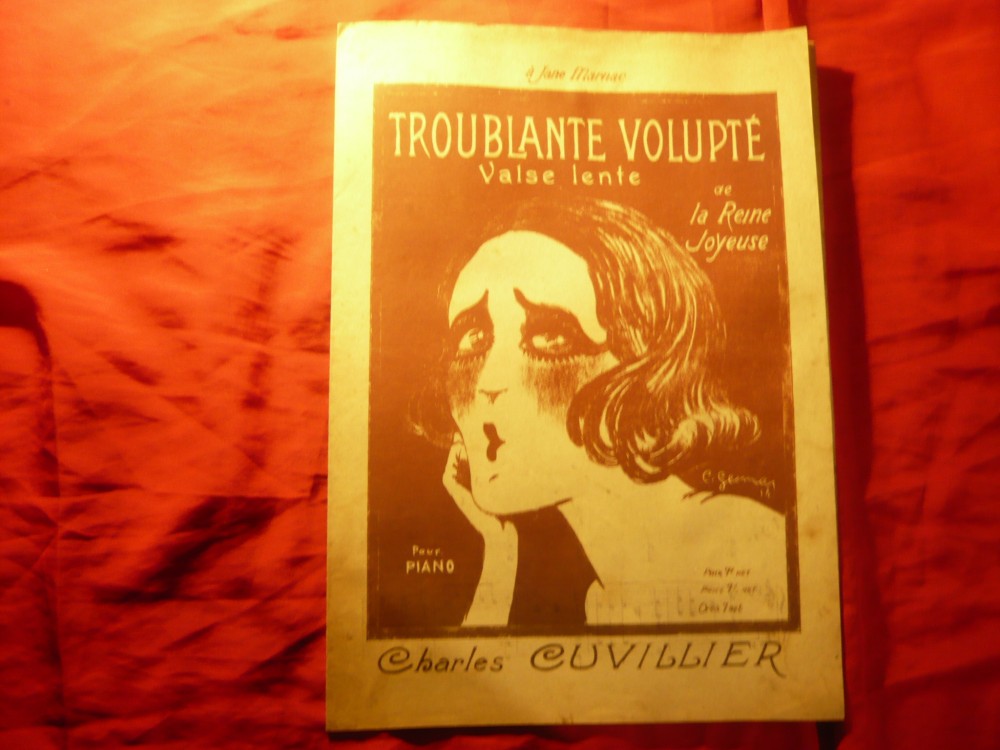 à Jane Marnac
TROUBLANTE VOLUPTÉ
Valse lente
de
la Reine
Joyeuse
Pour
PIANO
Charles CUVILLIER